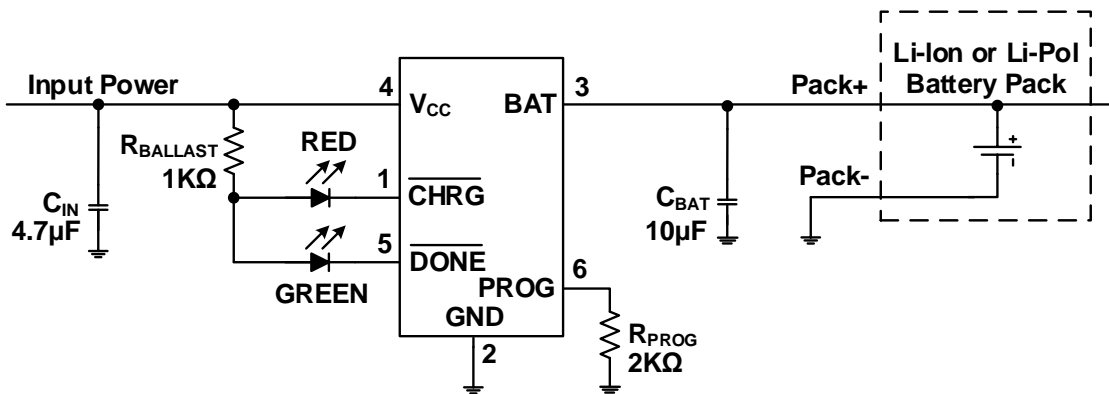 Li-Ion or Li-Pol
Battery Pack
Input Power
4
VCC
BAT
3
Pack+
RBALLAST
1KΩ
RED
1
CHRG
CIN
4.7µF
Pack-
CBAT
10µF
5
DONE
GREEN
PROG
6
GND
2
RPROG
2KΩ
+
-